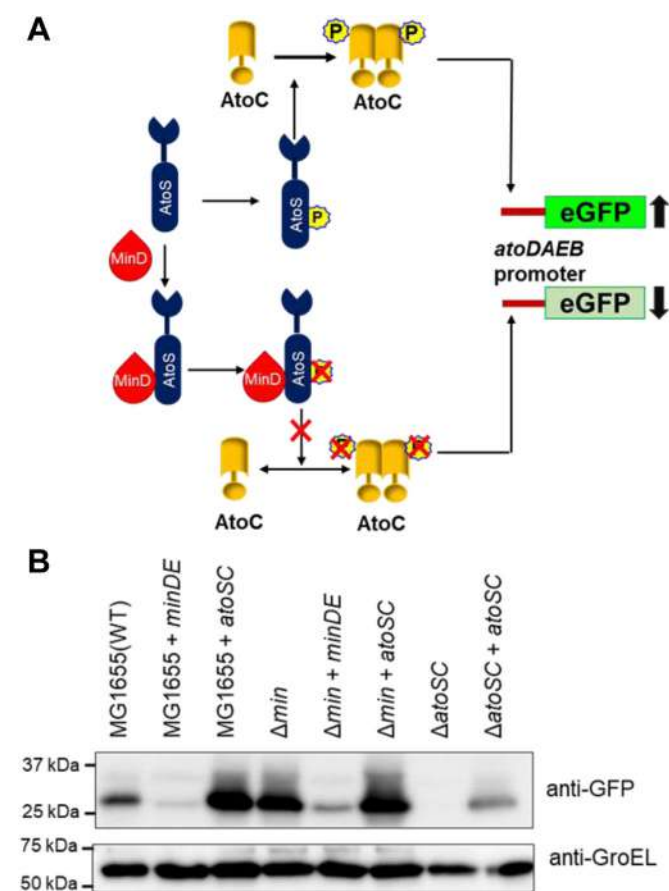 A
P
P
AtoC
AtoC
AtoS
AtoS
P
MinD
eGFP
atoDAEB
promoter
eGFP
MinD
AtoS
MinD
AtoS
AtoC
AtoC
B
MG1655(WT)
MG1655 + minDE
MG1655 + atoSC
Δmin
Δmin + minDE
Δmin + atoSC
ΔatoSC
ΔatoSC + atoSC
37 kDa
25 kDa
anti-GFP
75 kDa
50 kDa
anti-GroEL